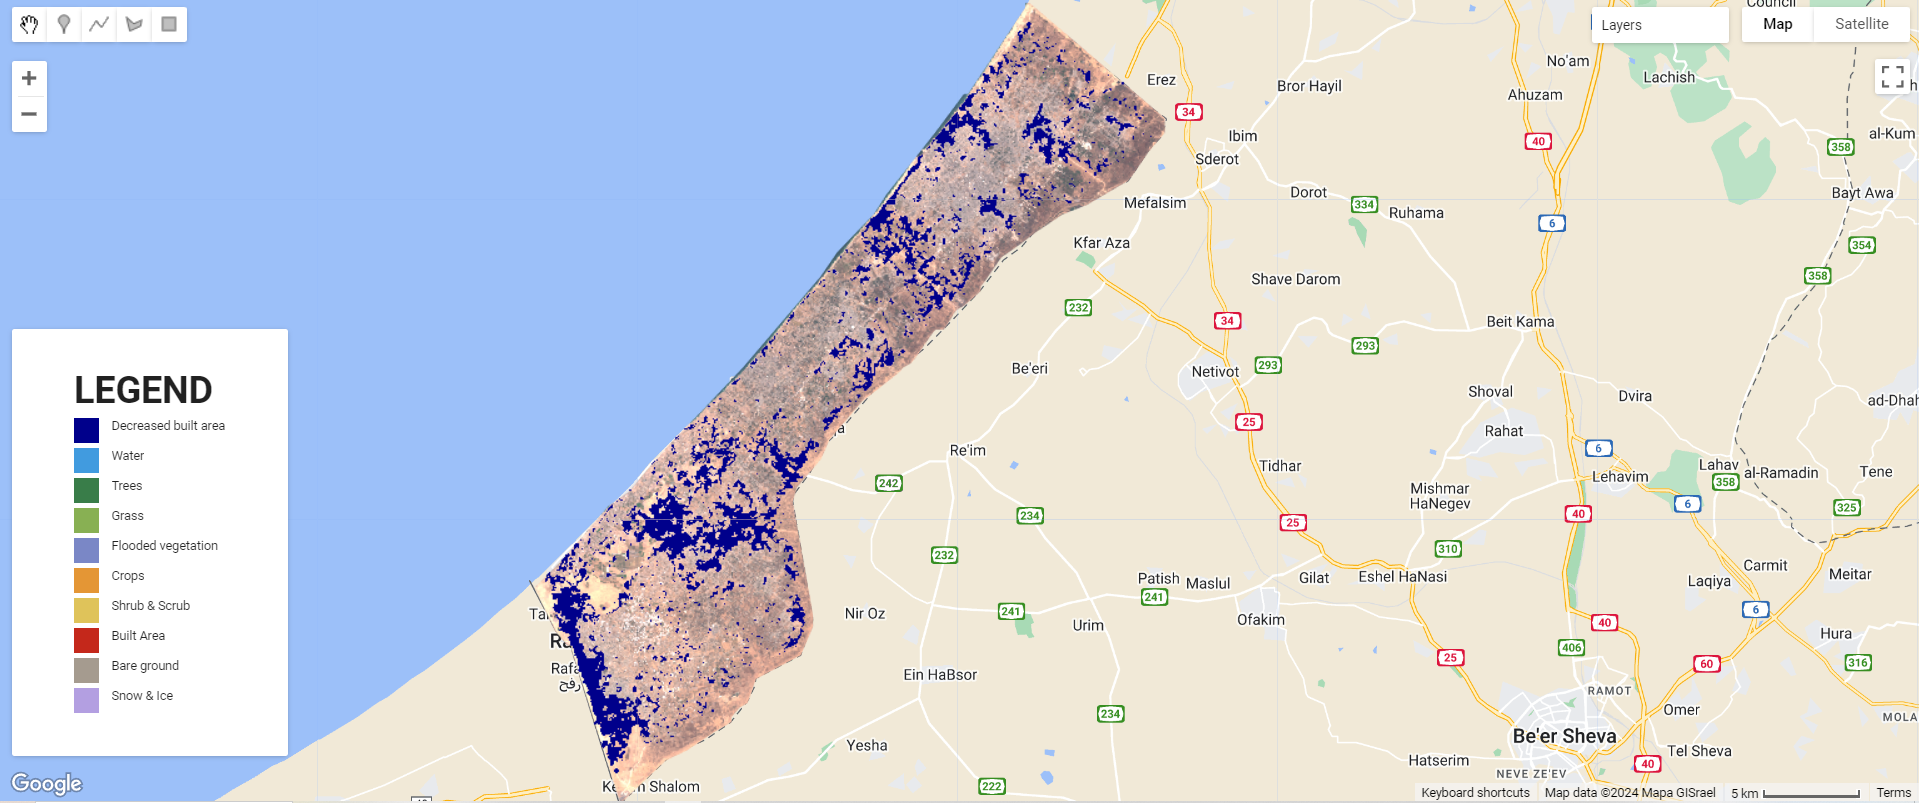 Layers
Map
Satellite
Council
No'am
Lachish
Erez
Bror Hayil
Ahuzam
34
40
al-Kum
Ibim
358
Sderot
Dorot
Bayt Awa
Mefalsim
334
Ruhama
6
Kfar Aza
354
358
Shave Darom
232
34
Beit Kama
293
293
Be'eri
Netivot
Shoval
Dvira
ad-Dhah
25
Rahat
Re'im
6
Tidhar
Lahav
al-Ramadin
Tene
Lehavim
358
242
Mishmar
HaNegev
6
325
234
40
25
310
232
Carmit
Patish
Maslul
Gilat
Eshel HaNasi
Laqiya
Meitar
241
241
6
Nir Oz
Urim
Ofakim
40
Hura
406
25
60
316
Rafa
رفح
Ein HaBsor
RAMOT
Omer
234
MOLA
Be'er Sheva
Yesha
Tel Sheva
Hatserim
40
NEVE ZE'EV
Shalom
222
LEGEND
Decreased built area
Water
Trees
Grass
Flooded vegetation
Crops
Shrub & Scrub
Built Area
Bare ground
Snow & Ice
Google
Keyboard shortcuts
Map data ©2024 Mapa GISrael
5 km
Terms